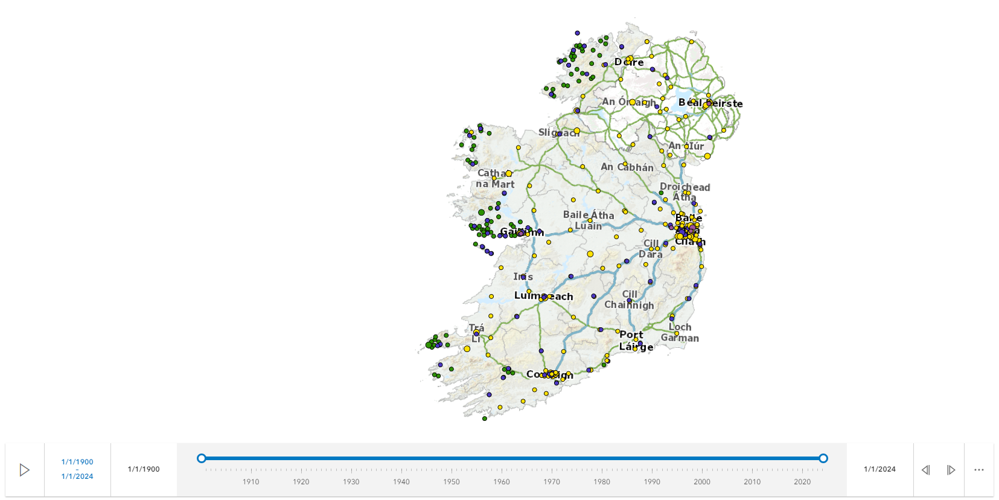 Doire
An Ómaigh
Béal Feirste
Sligeach
An tIúr
An Cabhán
Cathair
na Mart
Droichead
Átha
Baile Átha
Luain
Baile
Átha
Cliath
Gaillimh
Cill
Dara
Inis
Luimneach
Cill
Chainnigh
Trá
Lí
Loch
Garman
Port
Láirge
Corcaigh
1/1/1900
–
1/1/2024
1/1/1900
1910 1920 1930 1940 1950 1960 1970 1980 1990 2000 2010 2020
1/1/2024